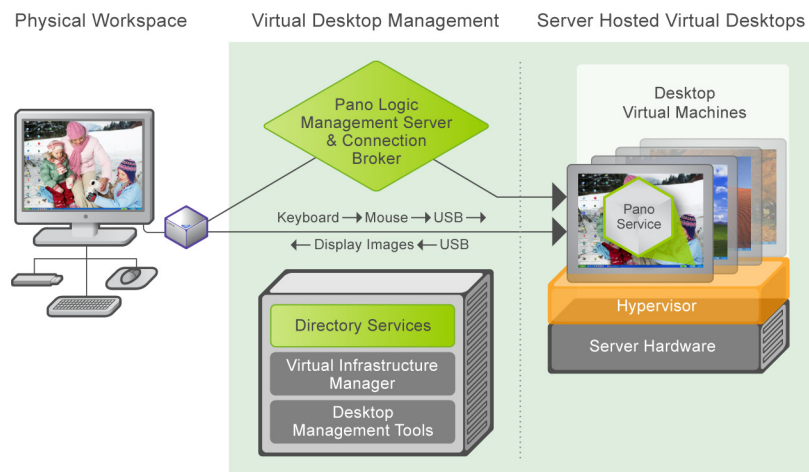 Physical Workspace
Virtual Desktop Management
Server Hosted Virtual Desktops
Pano Logic
Management Server
& Connection
Broker
Desktop
Virtual Machines
Keyboard Mouse USB
Display Images USB
Pano
Service
Directory Services
Virtual Infrastructure
Manager
Desktop
Management Tools
Hypervisor
Server Hardware